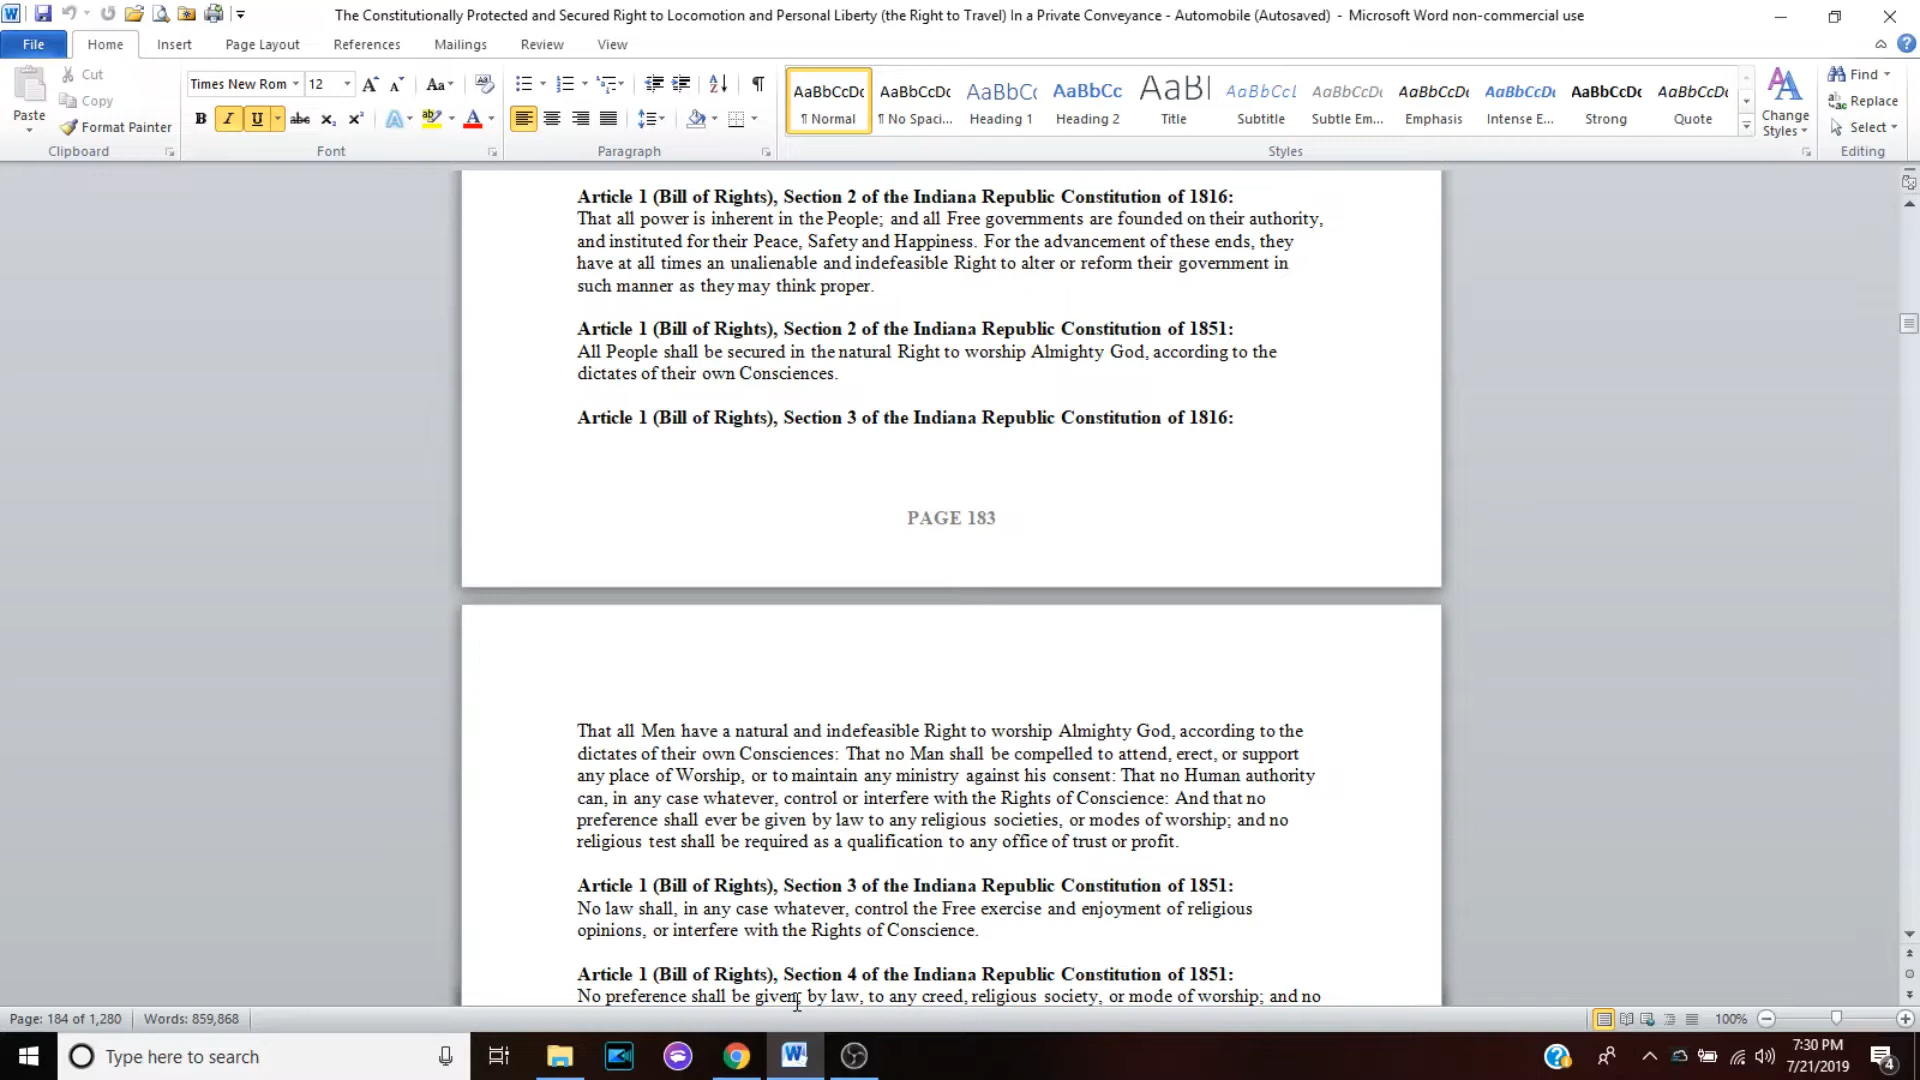 The Constitutionally Protected and Secured Right to Locomotion and Personal Liberty (the Right to Travel) In a Private Conveyance - Automobile (Autosaved) - Microsoft Word non-commercial use
File Home Insert Page Layout References Mailings Review View
Paste
Cut
Copy
Format Painter
Clipboard
Times New Rom 12
Font
Paragraph
AaBbCcDc AaBbCcDc AaBbCc AaBbCc AaBl AaBbCcL AaBbCcDc AaBbCcDc AaBbCcDc AaBbCcDc AaBbCcDc
¶ Normal ¶ No Spaci... Heading 1 Heading 2 Title Subtitle Subtle Em... Emphasis Intense E... Strong Quote
Change
Styles
Styles
Find
Replace
Select
Editing
Article 1 (Bill of Rights), Section 2 of the Indiana Republic Constitution of 1816:
That all power is inherent in the People; and all Free governments are founded on their authority,
and instituted for their Peace, Safety and Happiness. For the advancement of these ends, they
have at all times an unalienable and indefeasible Right to alter or reform their government in
such manner as they may think proper.
Article 1 (Bill of Rights), Section 2 of the Indiana Republic Constitution of 1851:
All People shall be secured in the natural Right to worship Almighty God, according to the
dictates of their own Consciences.
Article 1 (Bill of Rights), Section 3 of the Indiana Republic Constitution of 1816:
PAGE 183
That all Men have a natural and indefeasible Right to worship Almighty God, according to the
dictates of their own Consciences: That no Man shall be compelled to attend, erect, or support
any place of Worship, or to maintain any ministry against his consent: That no Human authority
can, in any case whatever, control or interfere with the Rights of Conscience: And that no
preference shall ever be given by law to any religious societies, or modes of worship; and no
religious test shall be required as a qualification to any office of trust or profit.
Article 1 (Bill of Rights), Section 3 of the Indiana Republic Constitution of 1851:
No law shall, in any case whatever, control the Free exercise and enjoyment of religious
opinions, or interfere with the Rights of Conscience.
Article 1 (Bill of Rights), Section 4 of the Indiana Republic Constitution of 1851:
No preference shall be given, by law, to any creed, religious society, or mode of worship; and no
Page: 184 of 1,280 Words: 859,868 100%
Type here to search
7:30 PM
7/21/2019
4